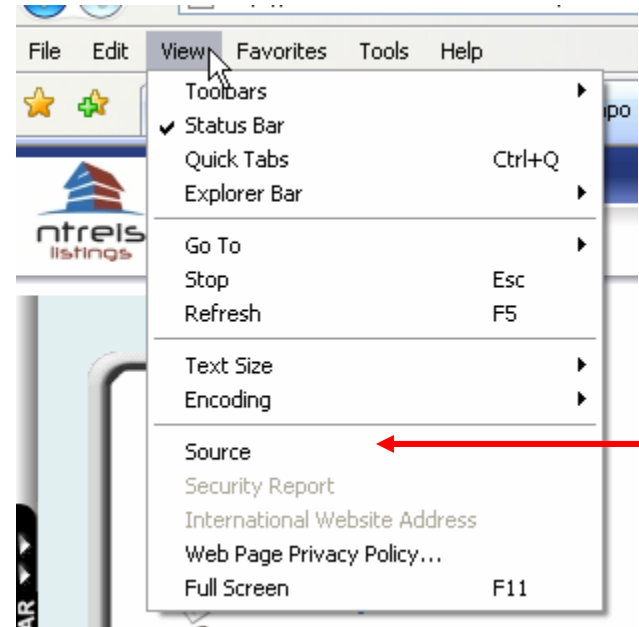 File Edit View Favorites Tools Help
Toolbars
po
Status Bar
Quick Tabs Ctrl+Q
Explorer Bar
ntreis
listings
Go To
Stop Esc
Refresh F5
Text Size
Encoding
Source
Security Report
International Website Address
Web Page Privacy Policy...
Full Screen F11
AR